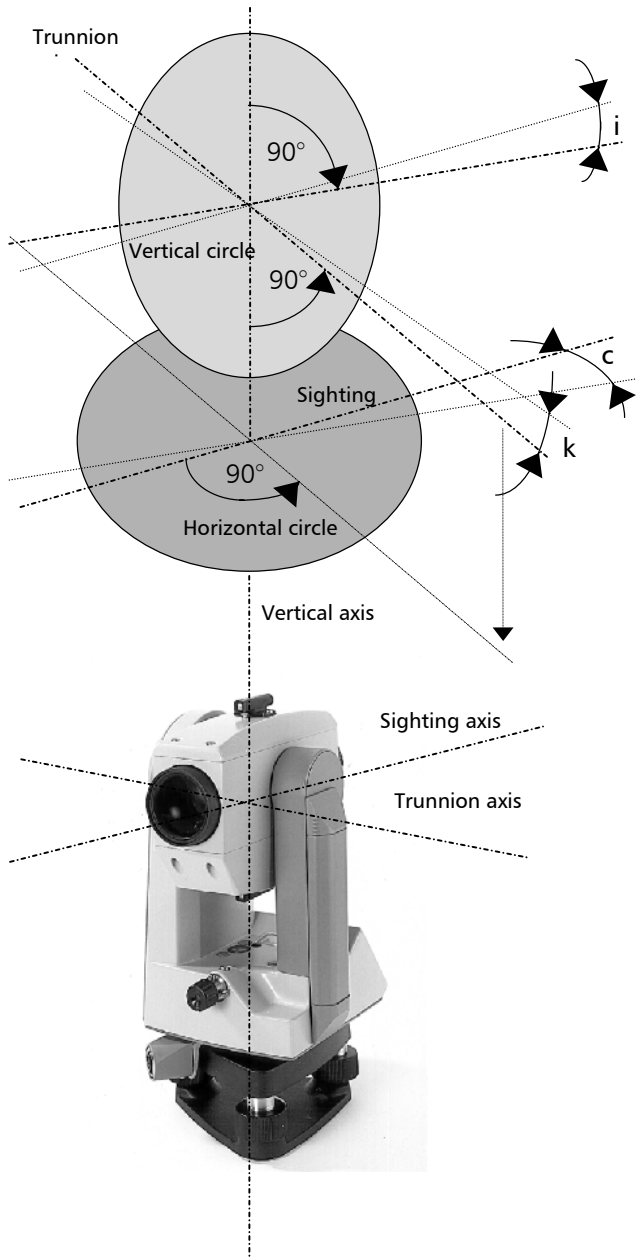 Trunnion
i
90°
Vertical circle
90°
c
Sighting
k
90°
Horizontal circle
Vertical axis
Sighting axis
Trunnion axis